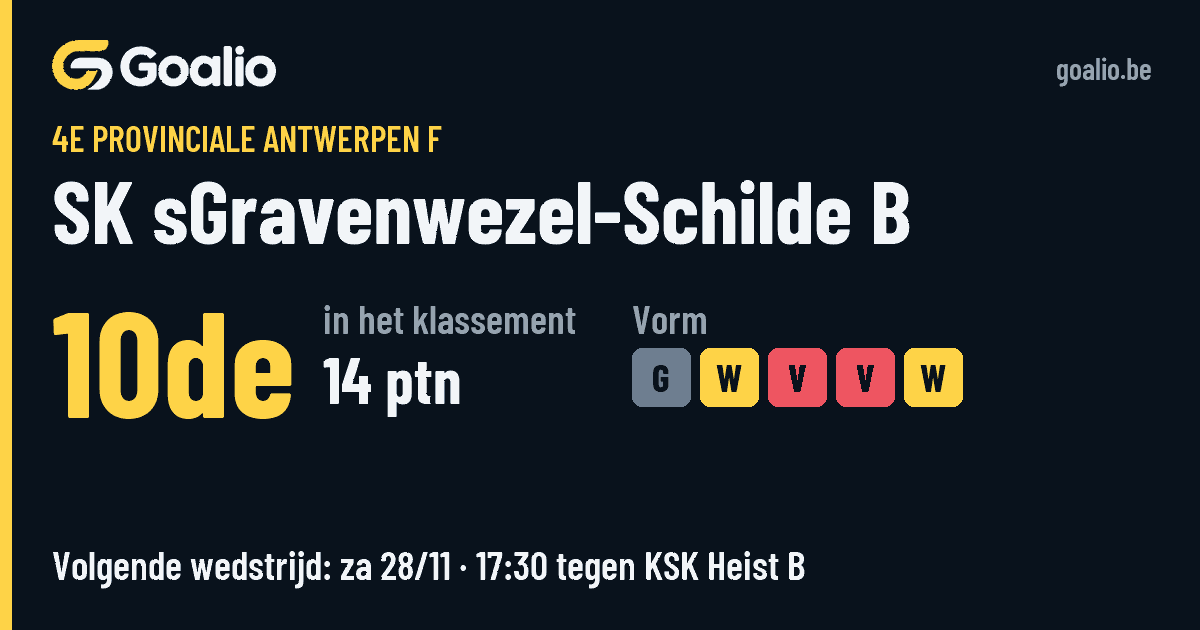 Goalio
goalio.be
4E PROVINCIALE ANTWERPEN F
SK sGravenwezel-Schilde B
10de
in het klassement
14 ptn
Vorm
G W V V W
Volgende wedstrijd: za 28/11 · 17:30 tegen KSK Heist B